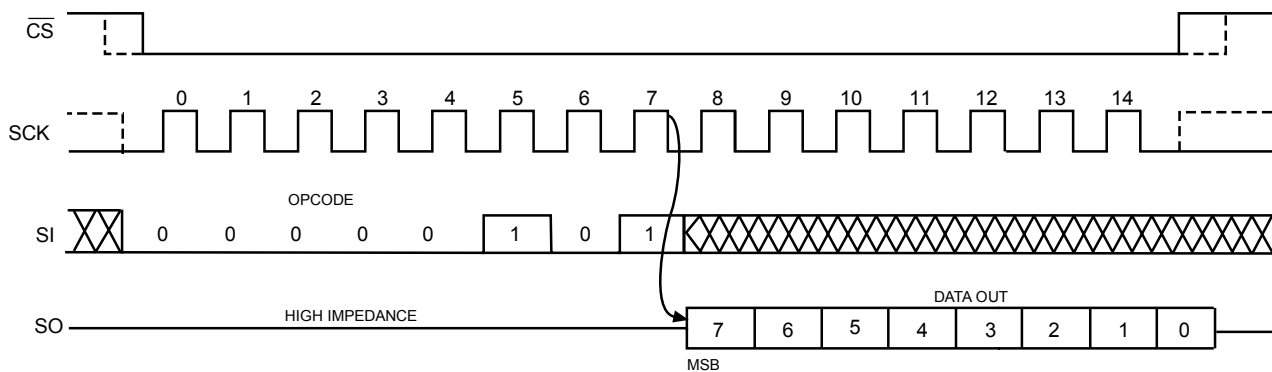 CS
0 1 2 3 4 5 6 7 8 9 10 11 12 13 14
SCK
OPCODE
SI 0 0 0 0 0 1 0 1
DATA OUT
HIGH IMPEDANCE
SO 7 6 5 4 3 2 1 0
MSB